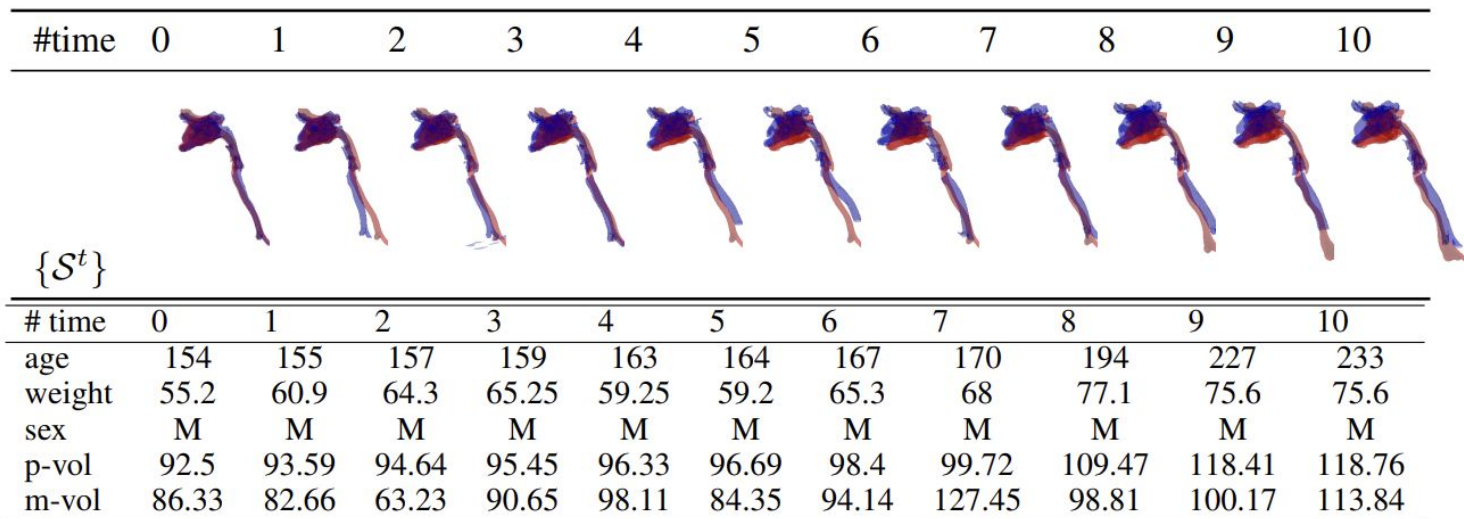 #time 0 1 2 3 4 5 6 7 8 9 10
{𝒮ᵗ}
# time 0 1 2 3 4 5 6 7 8 9 10
age 154 155 157 159 163 164 167 170 194 227 233
weight 55.2 60.9 64.3 65.25 59.25 59.2 65.3 68 77.1 75.6 75.6
sex M M M M M M M M M M M
p-vol 92.5 93.59 94.64 95.45 96.33 96.69 98.4 99.72 109.47 118.41 118.76
m-vol 86.33 82.66 63.23 90.65 98.11 84.35 94.14 127.45 98.81 100.17 113.84